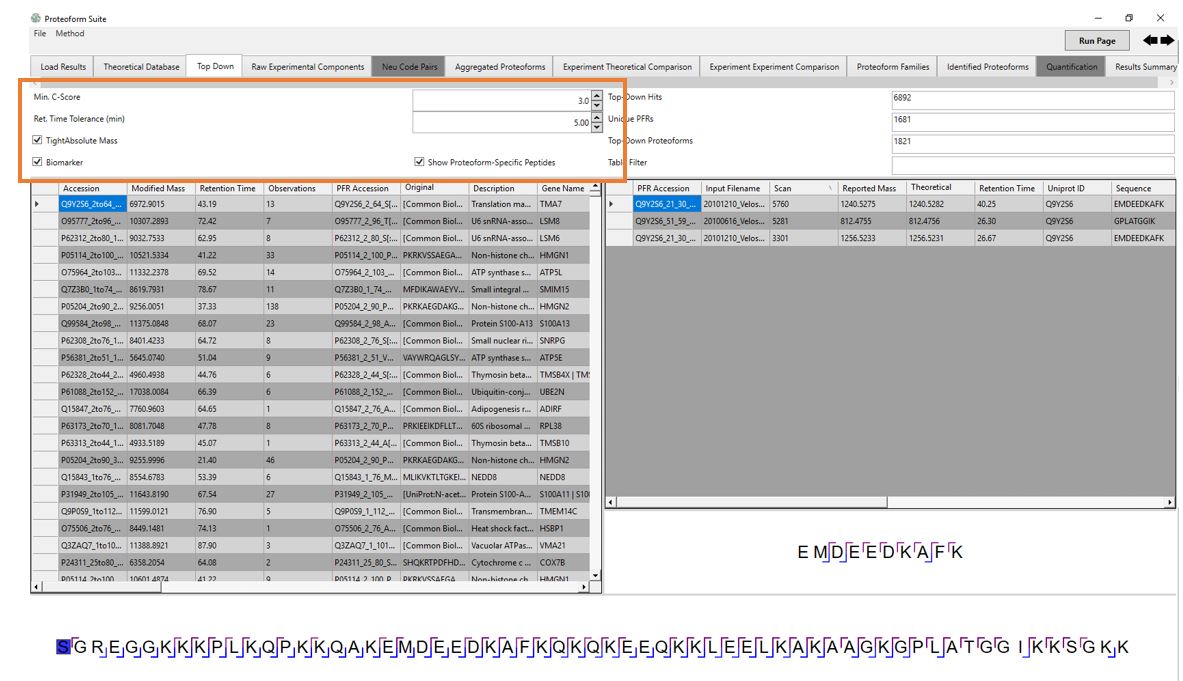 Proteoform Suite
File Method
Run Page
Load Results Theoretical Database Top Down Raw Experimental Components Neu Code Pairs Aggregated Proteoforms Experiment Theoretical Comparison Experiment Experiment Comparison Proteoform Families Identified Proteoforms Quantification Results Summary
Min. C-Score 3.0 Top-Down Hits 6892
Ret. Time Tolerance (min) 5.00 Unique PFRs 1681
TightAbsolute Mass Top-Down Proteoforms 1821
Biomarker Show Proteoform-Specific Peptides Table Filter
Accession Modified Mass Retention Time Observations PFR Accession Original Description Gene Name
Q9Y2S6_2to64_... 6972.9015 43.19 13 Q9Y2S6_2_64_S[... [Common Biol... Translation ma... TMA7
O95777_2to96_... 10307.2893 72.42 7 O95777_2_96_T[... [Common Biol... U6 snRNA-asso... LSM8
P62312_2to80_1... 9032.7533 62.95 8 P62312_2_80_S[:... [Common Biol... U6 snRNA-asso... LSM6
P05114_2to100_... 10521.5334 41.22 33 P05114_2_100_P... PKRKVSSAEGA... Non-histone ch... HMGN1
O75964_2to103... 11332.2378 69.52 14 O75964_2_103_... [Common Biol... ATP synthase s... ATP5L
Q7Z3B0_1to74_... 8619.7931 78.67 11 Q7Z3B0_1_74_... MFDIKAWAEYV... Small integral ... SMIM15
P05204_2to90_2... 9256.0051 37.33 138 P05204_2_90_P... PKRKAEGDAKG... Non-histone ch... HMGN2
Q99584_2to98_... 11375.0848 68.07 23 Q99584_2_98_A... [Common Biol... Protein S100-A13 S100A13
P62308_2to76_1... 8401.4233 64.72 8 P62308_2_76_S[:... [Common Biol... Small nuclear ri... SNRPG
P56381_2to51_1... 5645.0740 51.04 9 P56381_2_51_V... VAYWRQAGLSY... ATP synthase s... ATP5E
P62328_2to44_2... 4960.4938 44.76 6 P62328_2_44_S[:... [Common Biol... Thymosin beta... TMSB4X | TMS
P61088_2to152_... 17038.0084 66.39 6 P61088_2_152_... [Common Biol... Ubiquitin-conj... UBE2N
Q15847_2to76_... 7760.9603 64.65 1 Q15847_2_76_A... [Common Biol... Adipogenesis r... ADIRF
P63173_2to70_1... 8081.7048 47.78 8 P63173_2_70_P... PRKIEEIKDFLLT... 60S ribosomal ... RPL38
P63313_2to44_1... 4933.5189 45.07 1 P63313_2_44_A[... [Common Biol... Thymosin beta... TMSB10
P05204_2to90_3... 9255.9996 21.40 46 P05204_2_90_P... PKRKAEGDAKG... Non-histone ch... HMGN2
Q15843_1to76_... 8554.6783 53.39 6 Q15843_1_76_M... MLIKVKTLTGKEI... NEDD8 NEDD8
P31949_2to105_... 11643.8190 67.54 27 P31949_2_105_... [UniProt:N-acet... Protein S100-A... S100A11 | S10
Q9P0S9_1to112... 11599.0121 76.90 5 Q9P0S9_1_112_... [Common Biol... Transmembran... TMEM14C
O75506_2to76_... 8449.1481 74.13 1 O75506_2_76_A... [Common Biol... Heat shock fact... HSBP1
Q3ZAQ7_1to10... 11388.8921 87.90 3 Q3ZAQ7_1_101... [Common Biol... Vacuolar ATPas... VMA21
P24311_25to80_... 6358.2054 64.08 2 P24311_25_80_S... SHQKRTPDFHD... Cytochrome c ... COX7B
P05114_2to100_... 10601.4874 41.22 9 P05114_2_100_P... PKRKVSSAEGA... Non-histone ch... HMGN1
PFR Accession Input Filename Scan Reported Mass Theoretical Retention Time Uniprot ID Sequence
Q9Y2S6_21_30_... 20101210_Velos... 5760 1240.5275 1240.5282 40.25 Q9Y2S6 EMDEEDKAFK
Q9Y2S6_51_59_... 20100616_Velos... 5281 812.4755 812.4756 26.30 Q9Y2S6 GPLATGGIK
Q9Y2S6_21_30_... 20101210_Velos... 3301 1256.5233 1256.5231 26.67 Q9Y2S6 EMDEEDKAFK
EMDEEDKAFK
SGREGGKKKPLKQPKKQAKEMDEEDKAFKQKQKEEQKKLEELKAKAAGKGPLATGGIKKSGKK